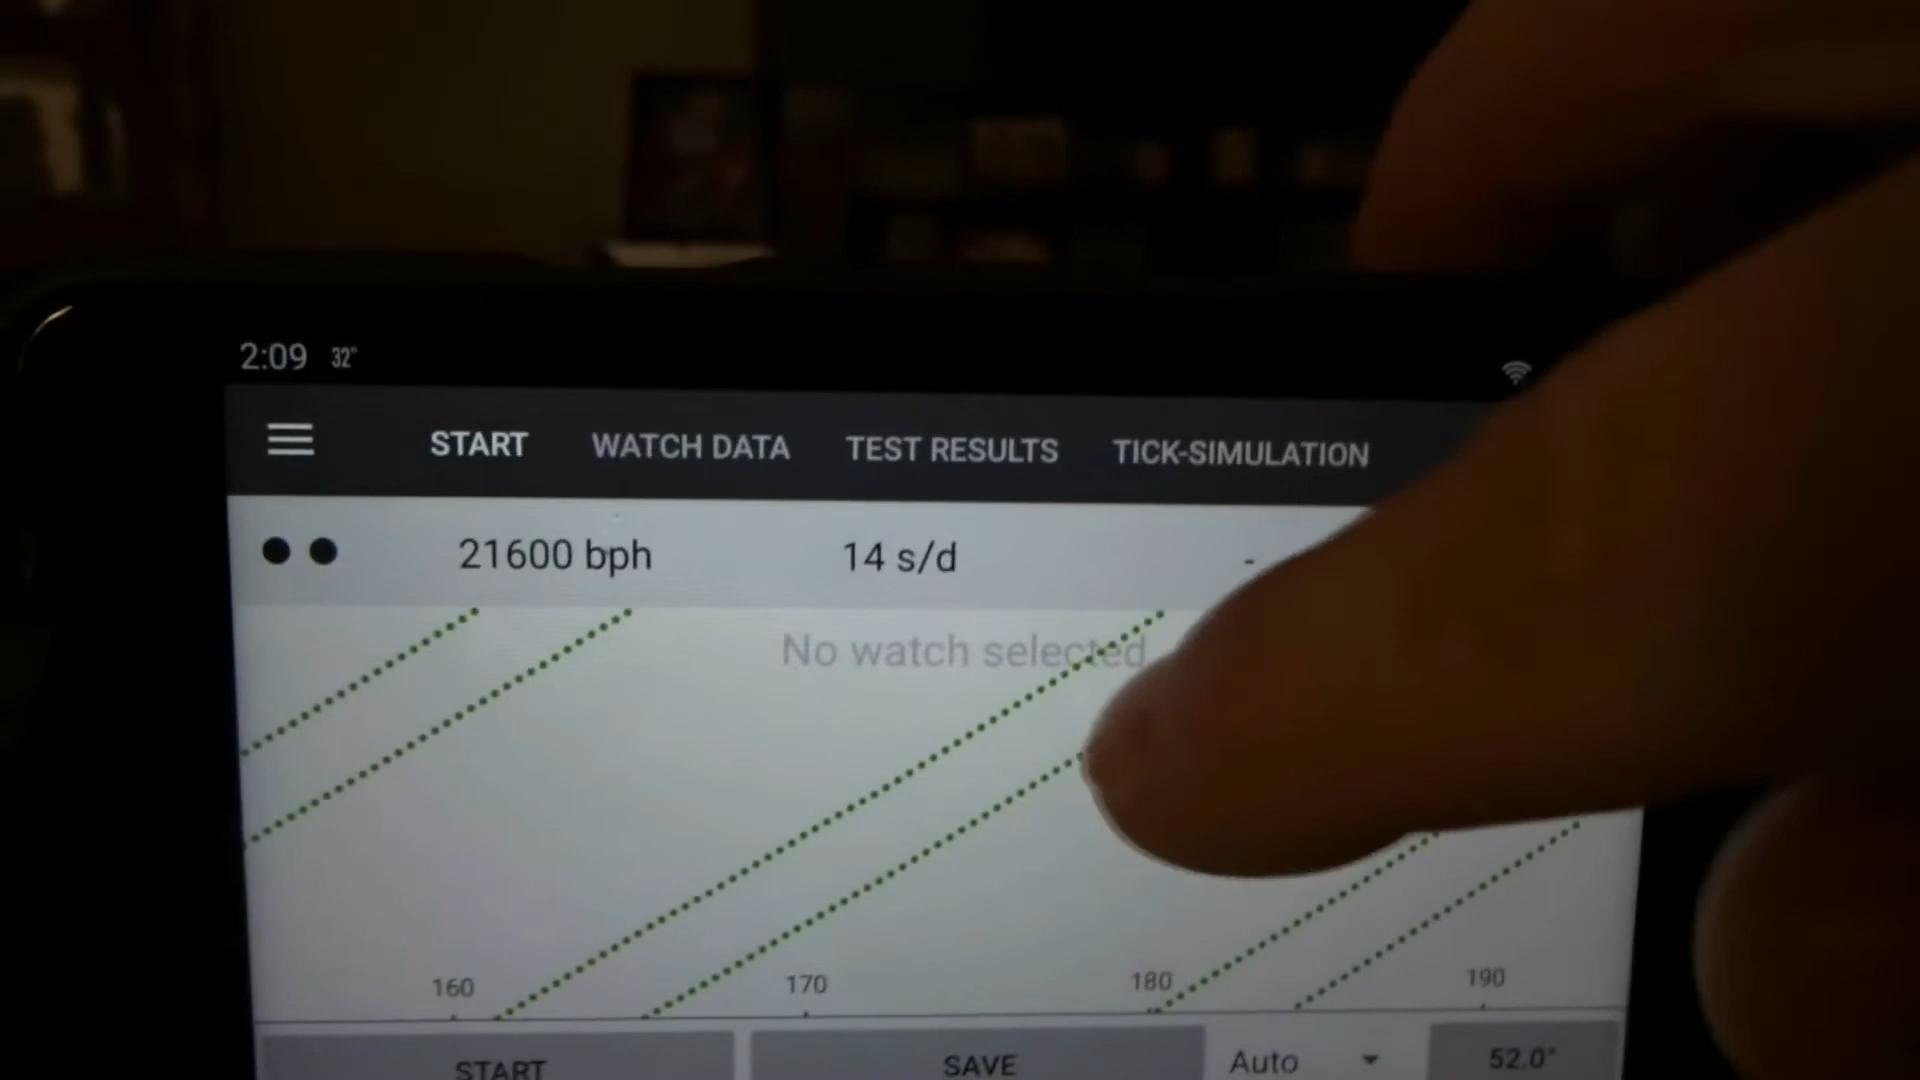 2:09 32°
START WATCH DATA TEST RESULTS TICK-SIMULATION
21600 bph 14 s/d -
No watch selected
160 170 180 190
START SAVE Auto 52.0°